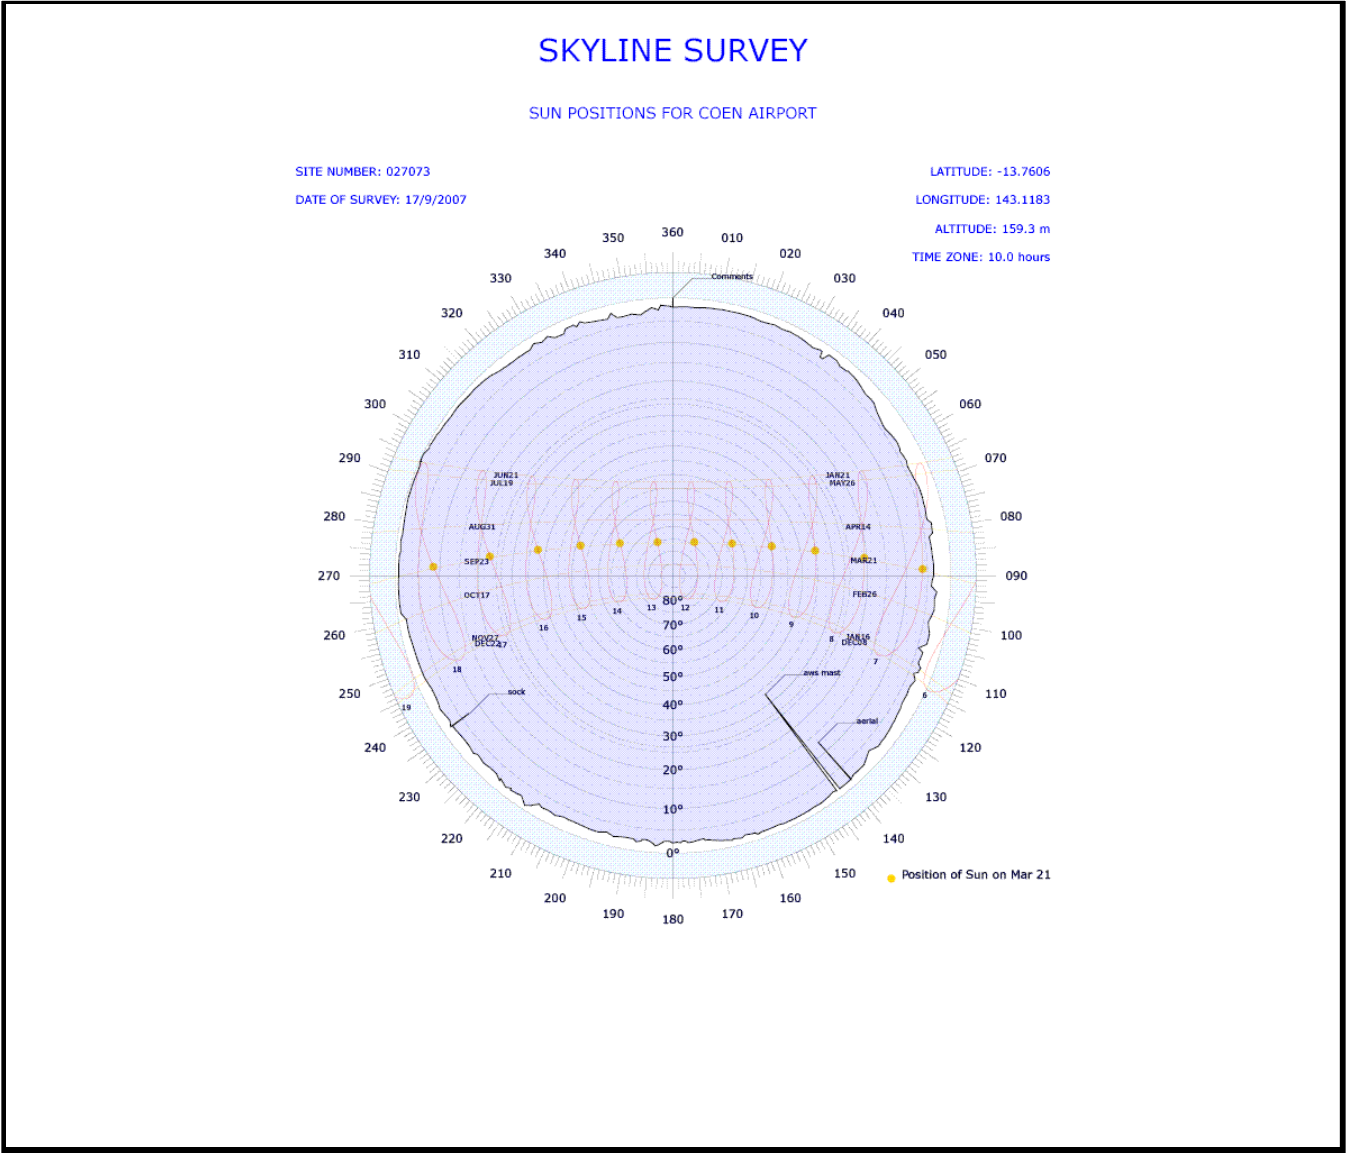 SKYLINE SURVEY
SUN POSITIONS FOR COEN AIRPORT
SITE NUMBER: 027073
LATITUDE: -13.7606
DATE OF SURVEY: 17/9/2007
LONGITUDE: 143.1183
ALTITUDE: 159.3 m
TIME ZONE: 10.0 hours
360
350
010
340
020
330
030
Comments
320
040
310
050
300
060
290
070
JUN21
JAN21
JUL19
MAY26
280
080
AUG31
APR14
SEP23
MAR21
270
090
OCT17
FEB26
80°
13
12
14
11
15
10
16
9
70°
260
100
NOV27
JAN16
DEC22
17
8
DEC08
60°
18
7
50°
aws mast
250
sock
6
110
19
40°
aerial
30°
240
120
20°
230
130
10°
220
140
0°
210
150
Position of Sun on Mar 21
200
160
190
170
180